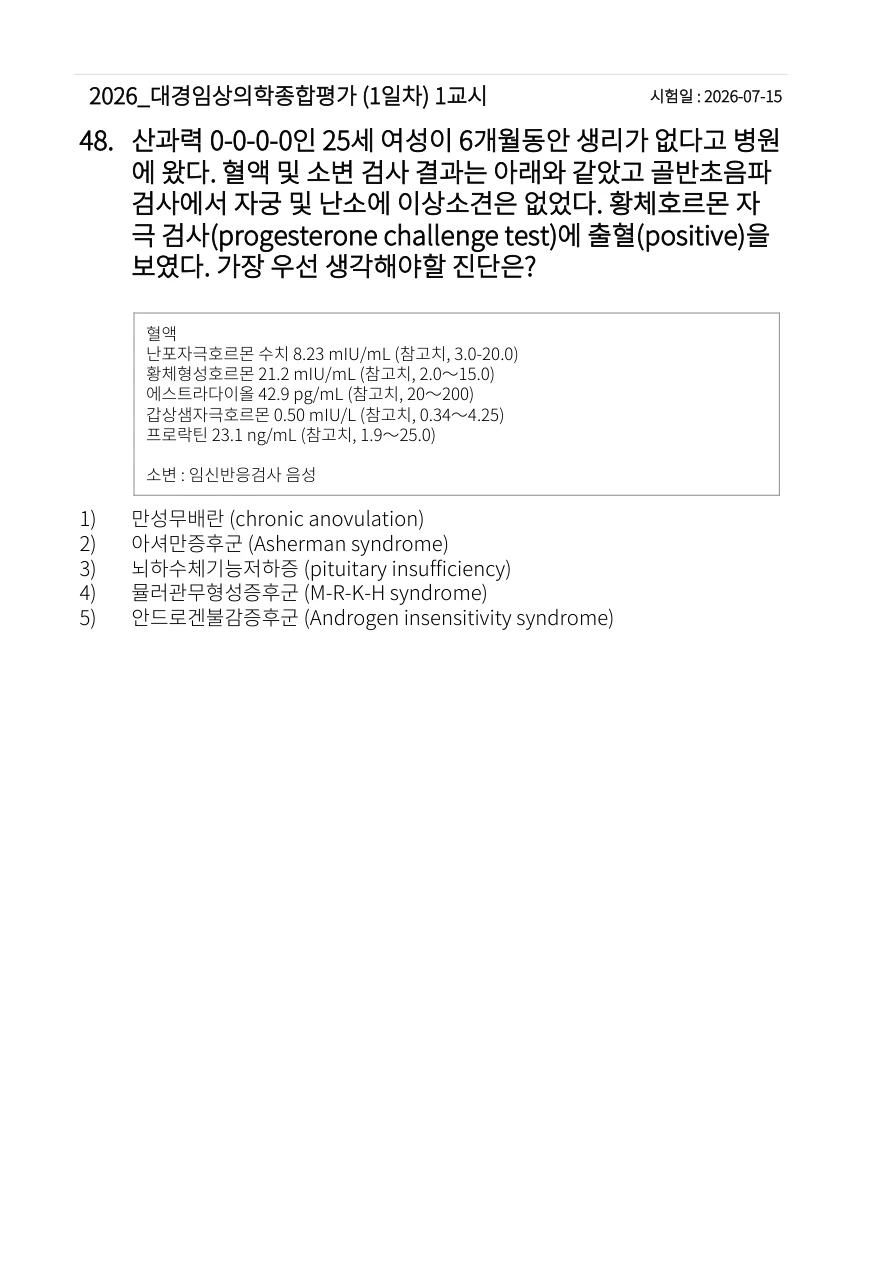 2026_대경임상의학종합평가 (1일차) 1교시
시험일 : 2026-07-15
48. 산과력 0-0-0-0인 25세 여성이 6개월동안 생리가 없다고 병원
에 왔다. 혈액 및 소변 검사 결과는 아래와 같았고 골반초음파
검사에서 자궁 및 난소에 이상소견은 없었다. 황체호르몬 자
극 검사(progesterone challenge test)에 출혈(positive)을
보였다. 가장 우선 생각해야할 진단은?
혈액
난포자극호르몬 수치 8.23 mIU/mL (참고치, 3.0-20.0)
황체형성호르몬 21.2 mIU/mL (참고치, 2.0～15.0)
에스트라다이올 42.9 pg/mL (참고치, 20～200)
갑상샘자극호르몬 0.50 mIU/L (참고치, 0.34～4.25)
프로락틴 23.1 ng/mL (참고치, 1.9～25.0)
소변 : 임신반응검사 음성
1) 만성무배란 (chronic anovulation)
2) 아셔만증후군 (Asherman syndrome)
3) 뇌하수체기능저하증 (pituitary insufficiency)
4) 뮬러관무형성증후군 (M-R-K-H syndrome)
5) 안드로겐불감증후군 (Androgen insensitivity syndrome)